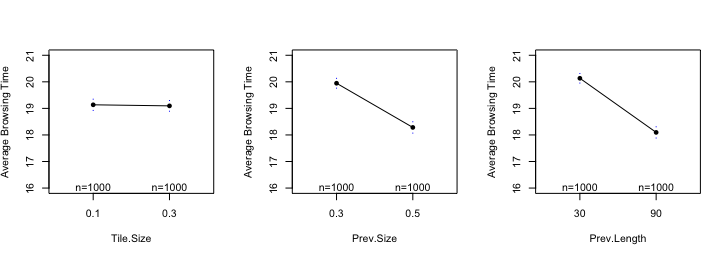 Average Browsing Time
21
20
19
18
17
16
n=1000 n=1000
0.1 0.3
Tile.Size
Average Browsing Time
21
20
19
18
17
16
n=1000 n=1000
0.3 0.5
Prev.Size
Average Browsing Time
21
20
19
18
17
16
n=1000 n=1000
30 90
Prev.Length